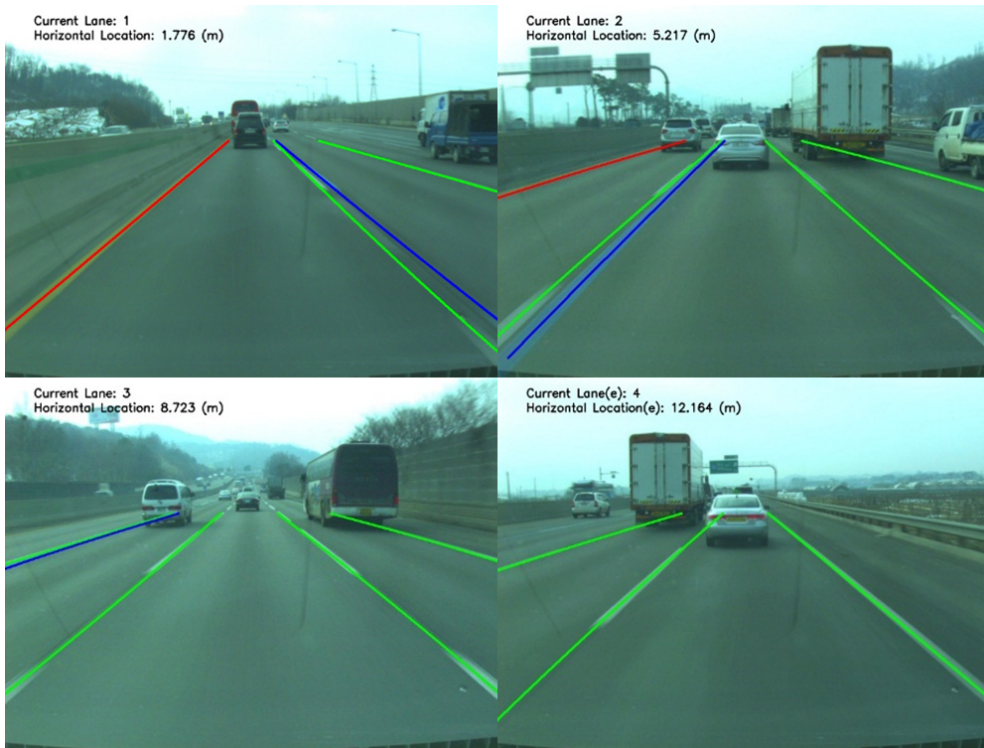 Current Lane: 1
Horizontal Location: 1.776 (m)
Current Lane: 2
Horizontal Location: 5.217 (m)
Current Lane: 3
Horizontal Location: 8.723 (m)
Current Lane(e): 4
Horizontal Location(e): 12.164 (m)